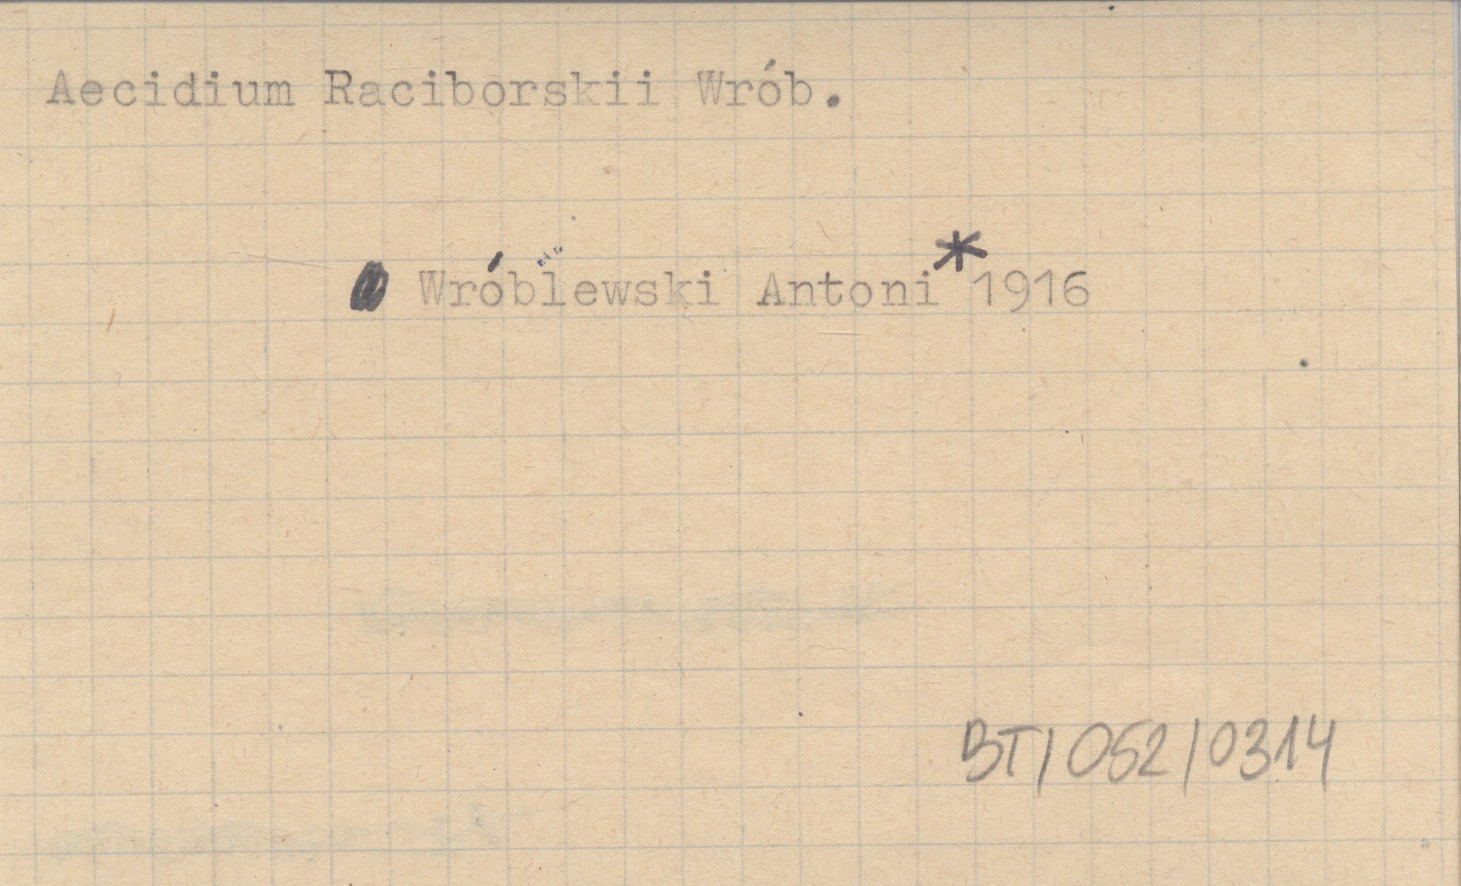 Aecidium Raciborskii Wrób.
Wróblewski Antoni * 1916
BT/052/0314